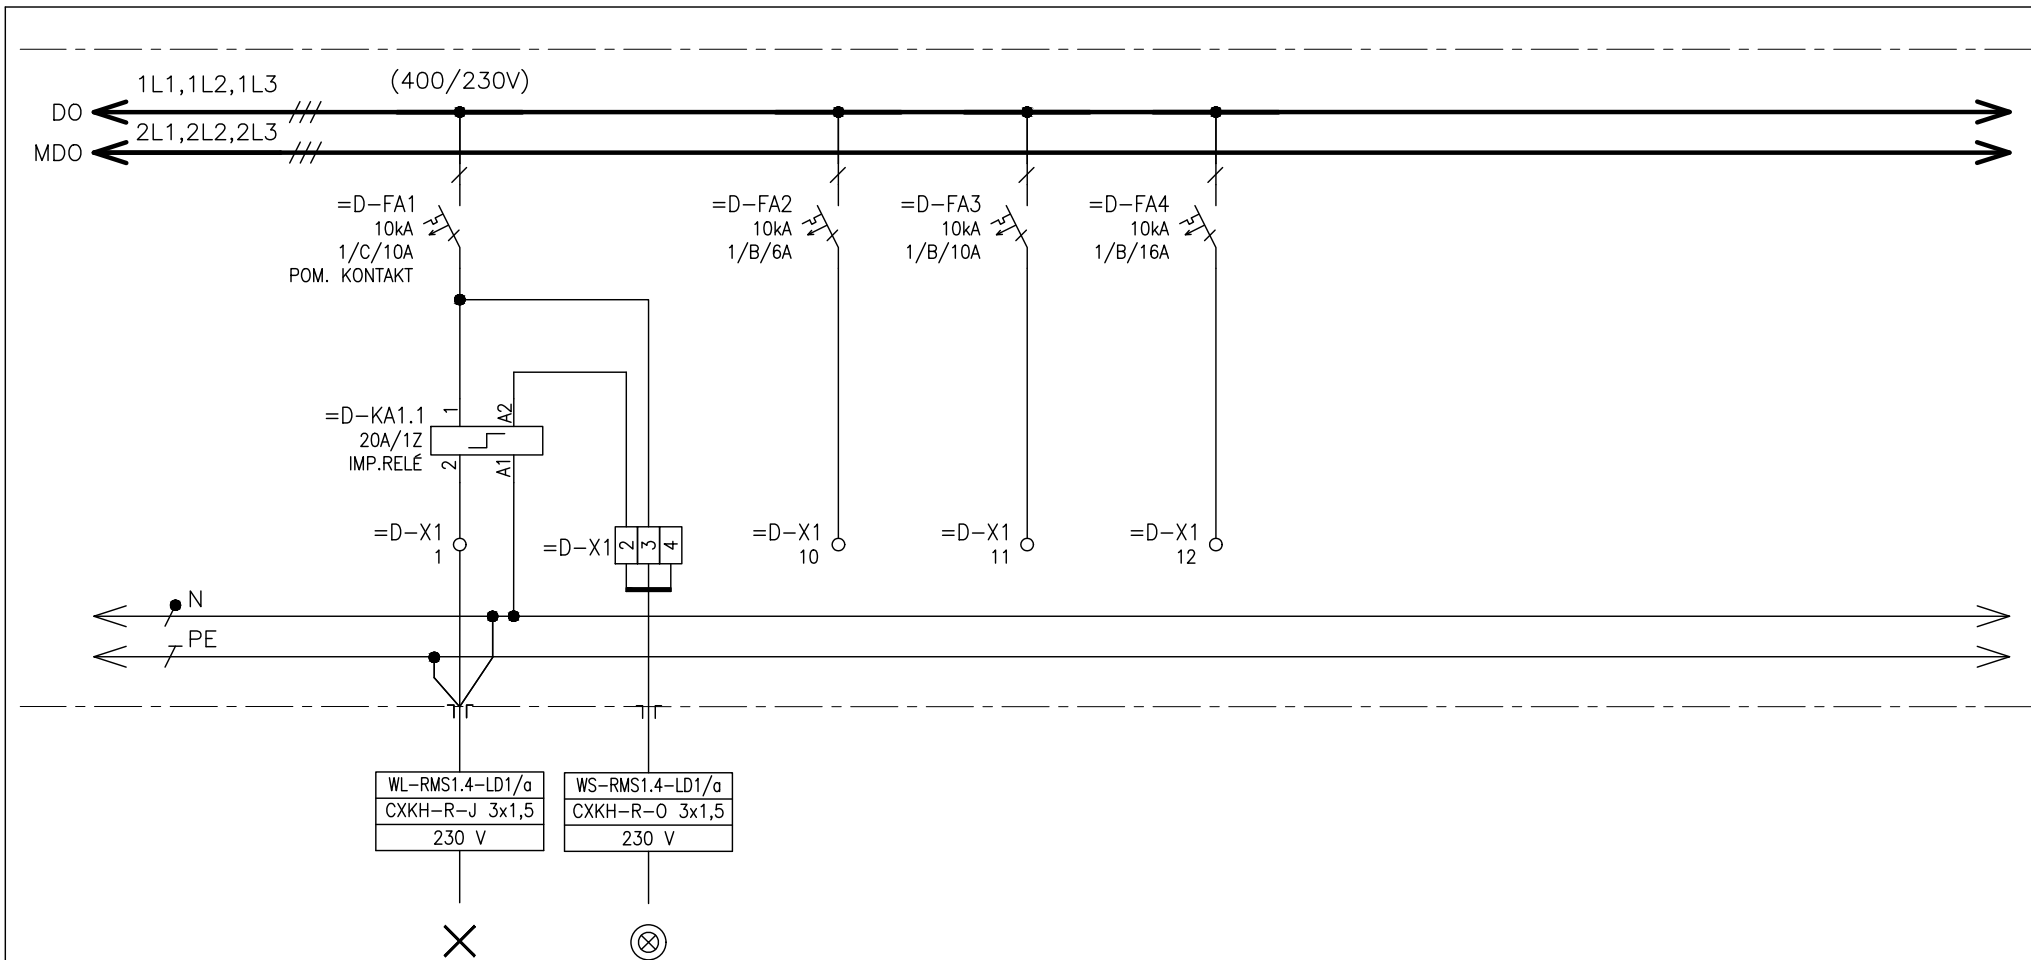 1L1,1L2,1L3
(400/230V)
DO
2L1,2L2,2L3
MDO
=D-FA1
10kA
1/C/10A
POM. KONTAKT
=D-FA2
10kA
1/B/6A
=D-FA3
10kA
1/B/10A
=D-FA4
10kA
1/B/16A
=D-KA1.1
20A/1Z
IMP.RELÉ
1
A2
2
A1
=D-X1
1
=D-X1
2 3 4
=D-X1
10
=D-X1
11
=D-X1
12
N
PE
WL-RMS1.4-LD1/a
CXKH-R-J 3x1,5
230 V
WS-RMS1.4-LD1/a
CXKH-R-O 3x1,5
230 V